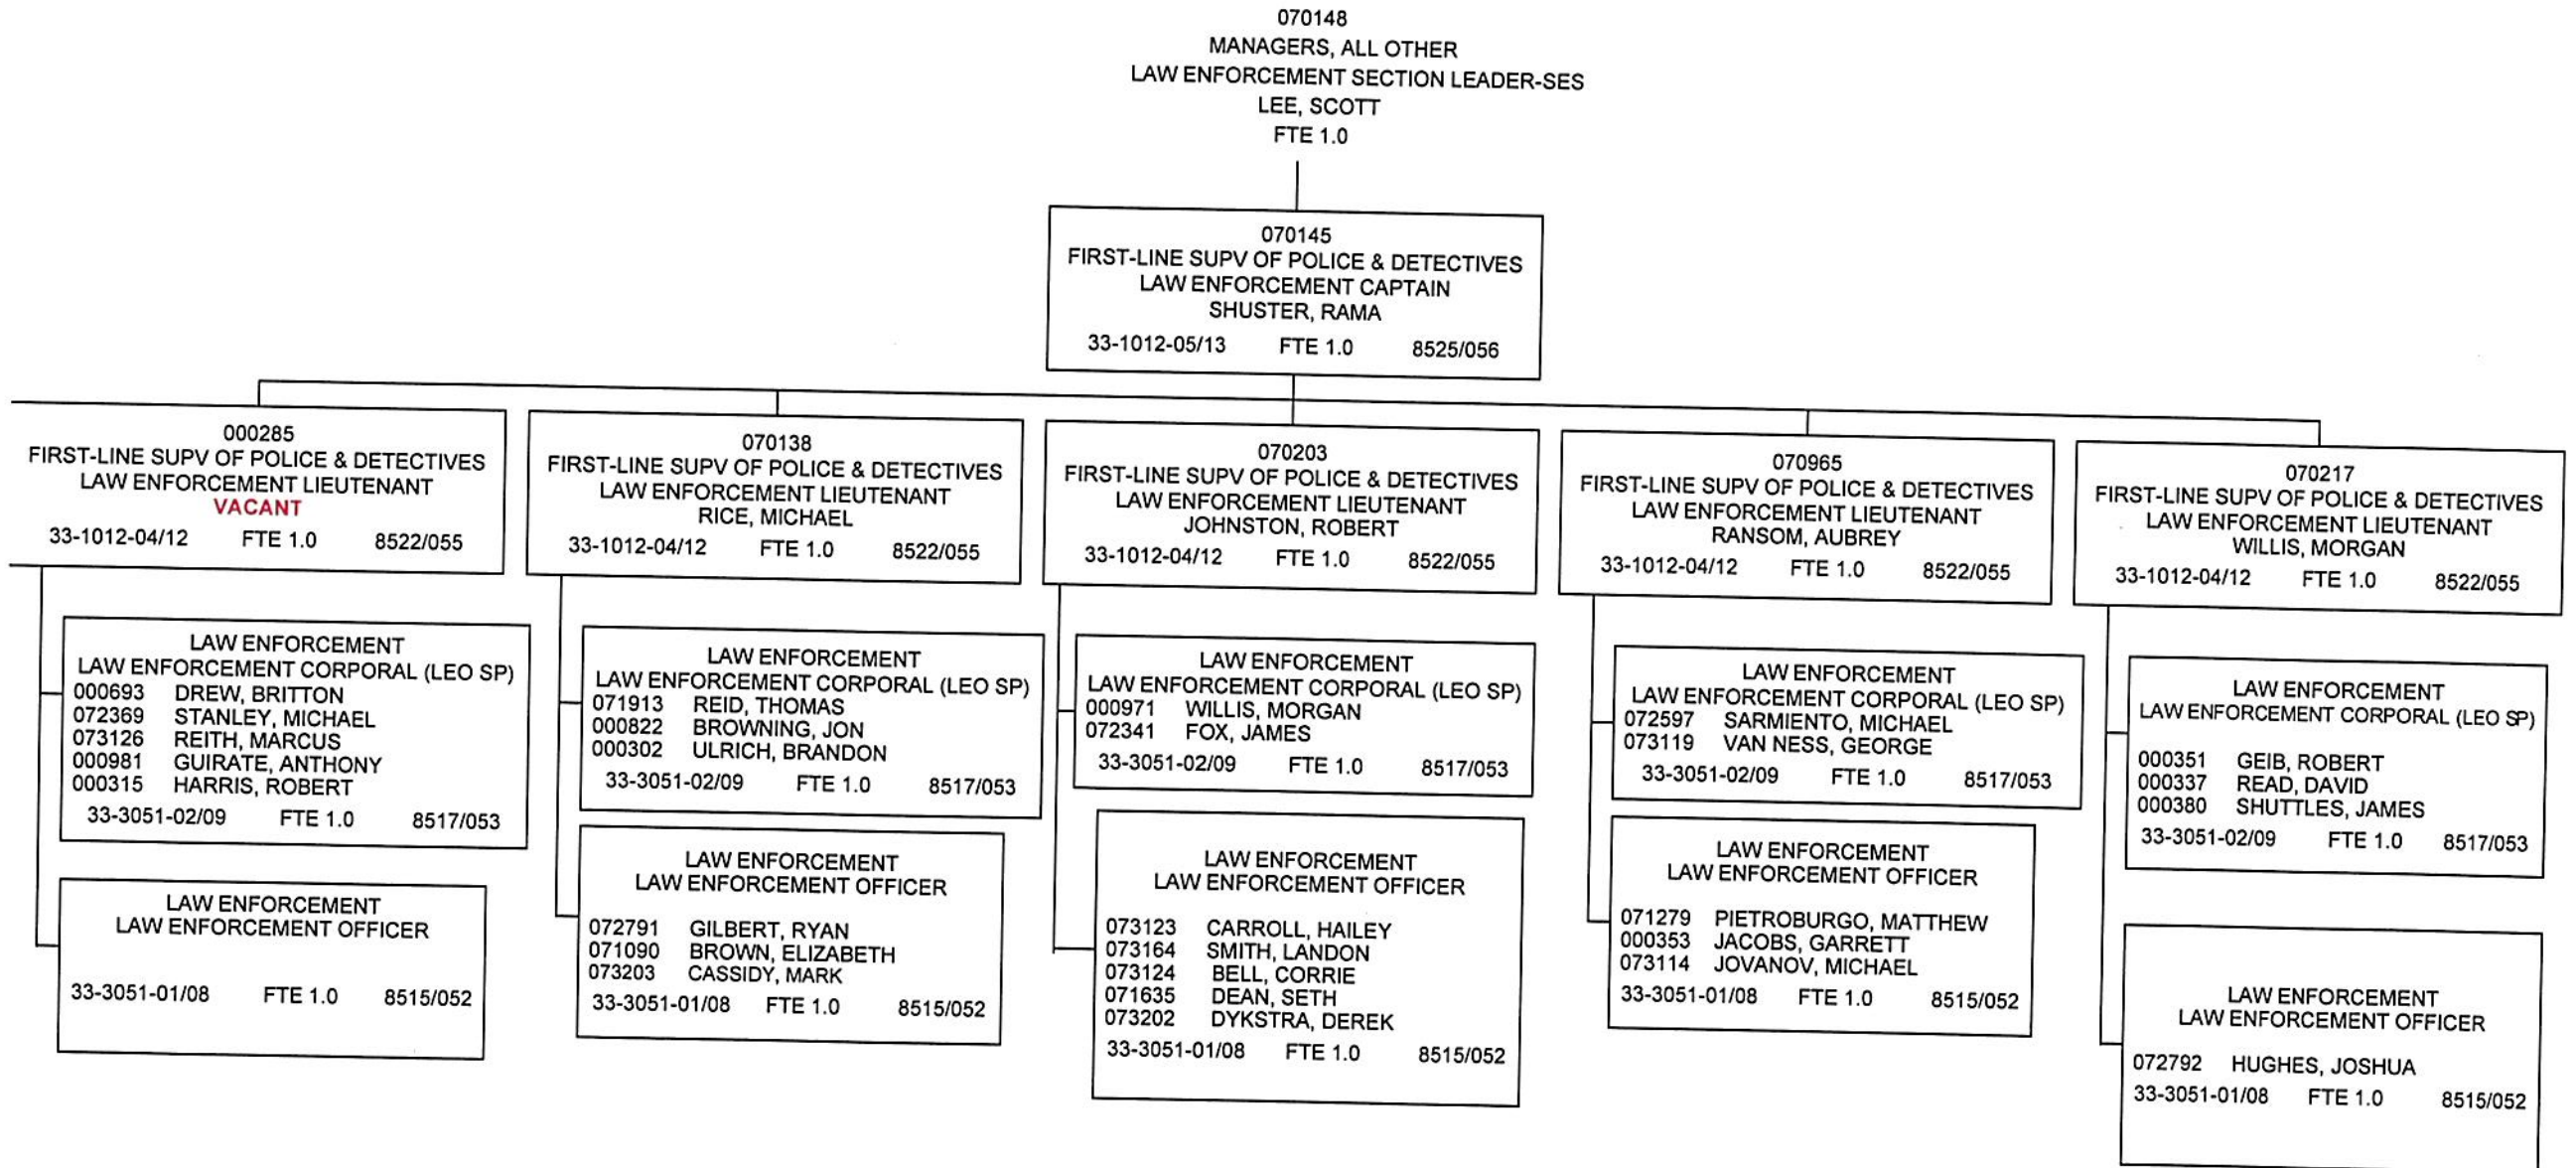 070148
MANAGERS, ALL OTHER
LAW ENFORCEMENT SECTION LEADER-SES
LEE, SCOTT
FTE 1.0
070145
FIRST-LINE SUPV OF POLICE & DETECTIVES
LAW ENFORCEMENT CAPTAIN
SHUSTER, RAMA
33-1012-05/13 FTE 1.0 8525/056
000285
FIRST-LINE SUPV OF POLICE & DETECTIVES
LAW ENFORCEMENT LIEUTENANT
VACANT
33-1012-04/12 FTE 1.0 8522/055
070138
FIRST-LINE SUPV OF POLICE & DETECTIVES
LAW ENFORCEMENT LIEUTENANT
RICE, MICHAEL
33-1012-04/12 FTE 1.0 8522/055
070203
FIRST-LINE SUPV OF POLICE & DETECTIVES
LAW ENFORCEMENT LIEUTENANT
JOHNSTON, ROBERT
33-1012-04/12 FTE 1.0 8522/055
070965
FIRST-LINE SUPV OF POLICE & DETECTIVES
LAW ENFORCEMENT LIEUTENANT
RANSOM, AUBREY
33-1012-04/12 FTE 1.0 8522/055
070217
FIRST-LINE SUPV OF POLICE & DETECTIVES
LAW ENFORCEMENT LIEUTENANT
WILLIS, MORGAN
33-1012-04/12 FTE 1.0 8522/055
LAW ENFORCEMENT
LAW ENFORCEMENT CORPORAL (LEO SP)
000693 DREW, BRITTON
072369 STANLEY, MICHAEL
073126 REITH, MARCUS
000981 GUIRATE, ANTHONY
000315 HARRIS, ROBERT
33-3051-02/09 FTE 1.0 8517/053
LAW ENFORCEMENT
LAW ENFORCEMENT CORPORAL (LEO SP)
071913 REID, THOMAS
000822 BROWNING, JON
000302 ULRICH, BRANDON
33-3051-02/09 FTE 1.0 8517/053
LAW ENFORCEMENT
LAW ENFORCEMENT CORPORAL (LEO SP)
000971 WILLIS, MORGAN
072341 FOX, JAMES
33-3051-02/09 FTE 1.0 8517/053
LAW ENFORCEMENT
LAW ENFORCEMENT CORPORAL (LEO SP)
072597 SARMIENTO, MICHAEL
073119 VAN NESS, GEORGE
33-3051-02/09 FTE 1.0 8517/053
LAW ENFORCEMENT
LAW ENFORCEMENT CORPORAL (LEO SP)
000351 GEIB, ROBERT
000337 READ, DAVID
000380 SHUTTLES, JAMES
33-3051-02/09 FTE 1.0 8517/053
LAW ENFORCEMENT
LAW ENFORCEMENT OFFICER
33-3051-01/08 FTE 1.0 8515/052
LAW ENFORCEMENT
LAW ENFORCEMENT OFFICER
072791 GILBERT, RYAN
071090 BROWN, ELIZABETH
073203 CASSIDY, MARK
33-3051-01/08 FTE 1.0 8515/052
LAW ENFORCEMENT
LAW ENFORCEMENT OFFICER
073123 CARROLL, HAILEY
073164 SMITH, LANDON
073124 BELL, CORRIE
071635 DEAN, SETH
073202 DYKSTRA, DEREK
33-3051-01/08 FTE 1.0 8515/052
LAW ENFORCEMENT
LAW ENFORCEMENT OFFICER
071279 PIETROBURGO, MATTHEW
000353 JACOBS, GARRETT
073114 JOVANOV, MICHAEL
33-3051-01/08 FTE 1.0 8515/052
LAW ENFORCEMENT
LAW ENFORCEMENT OFFICER
072792 HUGHES, JOSHUA
33-3051-01/08 FTE 1.0 8515/052